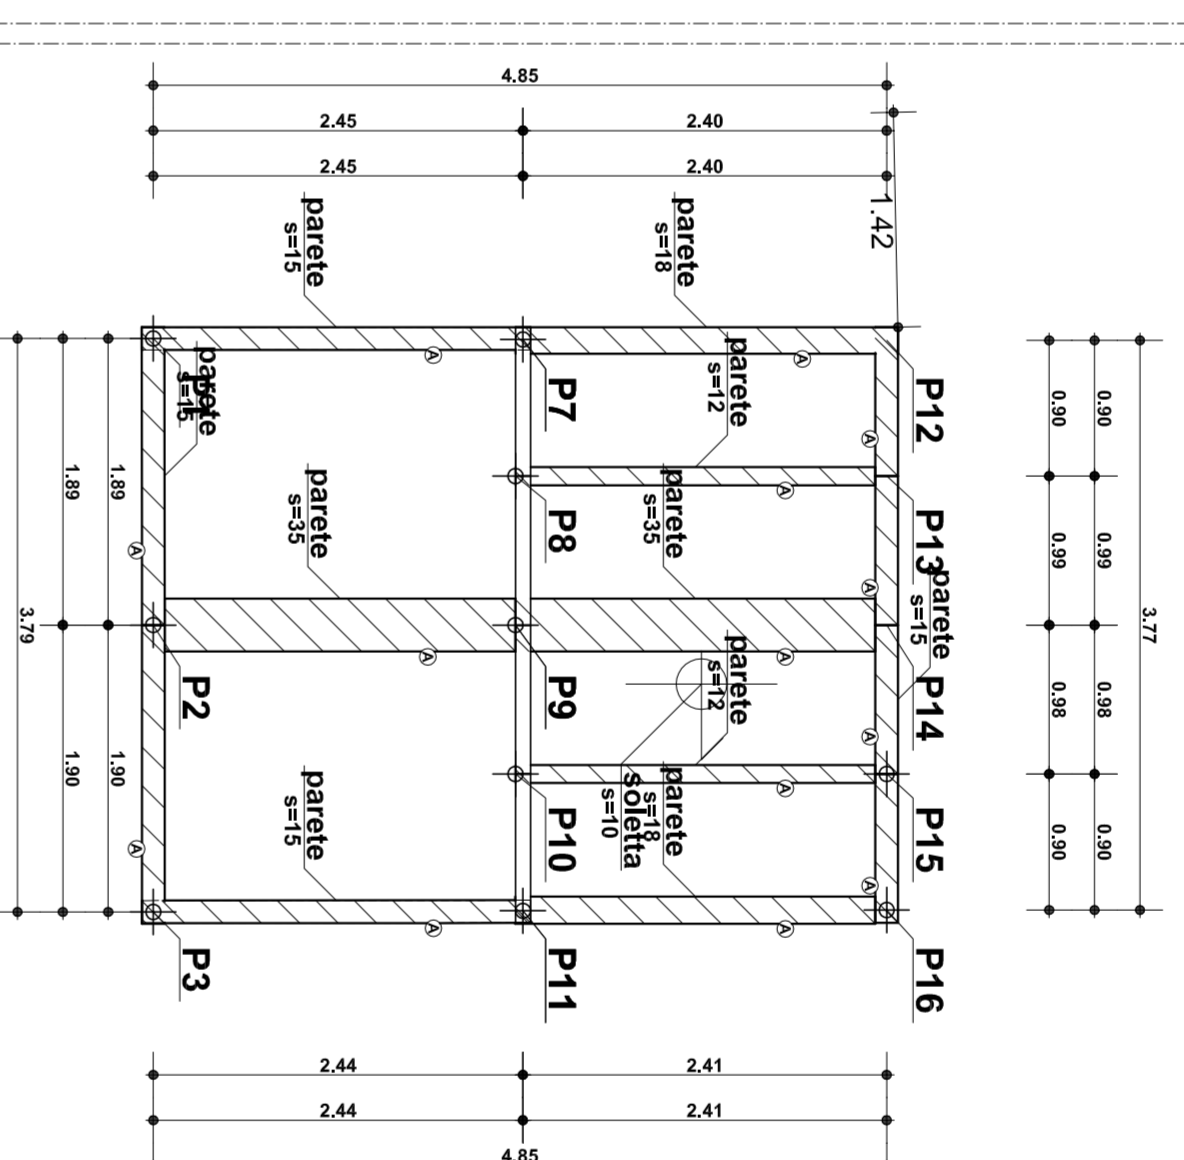 4.85
2.45
2.40
2.45
2.40
1.42
parete
s=15
parete
s=18
parete
s=15
parete
s=12
P12
P7
0.90
0.90
parete
s=35
parete
s=35
P8
P13
0.99
0.99
1.89
1.89
3.79
3.77
parete
s=15
parete
s=12
P2
P9
P14
0.98
0.98
1.90
1.90
parete
s=15
soletta
s=10
parete
s=18
P10
P15
0.90
0.90
P3
P11
P16
A
A
A
A
A
A
A
A
A
A
A
A
A
A
2.44
2.41
2.44
2.41
4.85